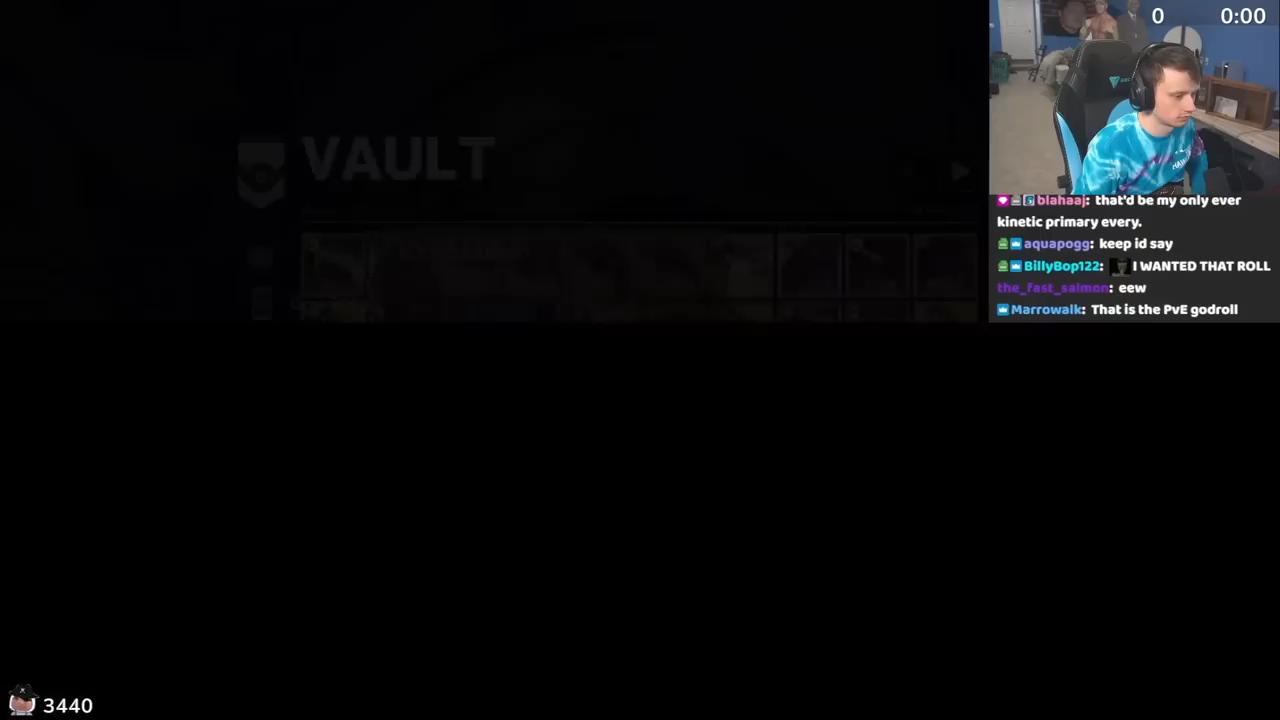 0 0:00
VAULT
blahaaj: that'd be my only ever
kinetic primary every.
aquapogg: keep id say
BillyBop122: I WANTED THAT ROLL
the_fast_salmon: eew
Marrowalk: That is the PvE godroll
3440